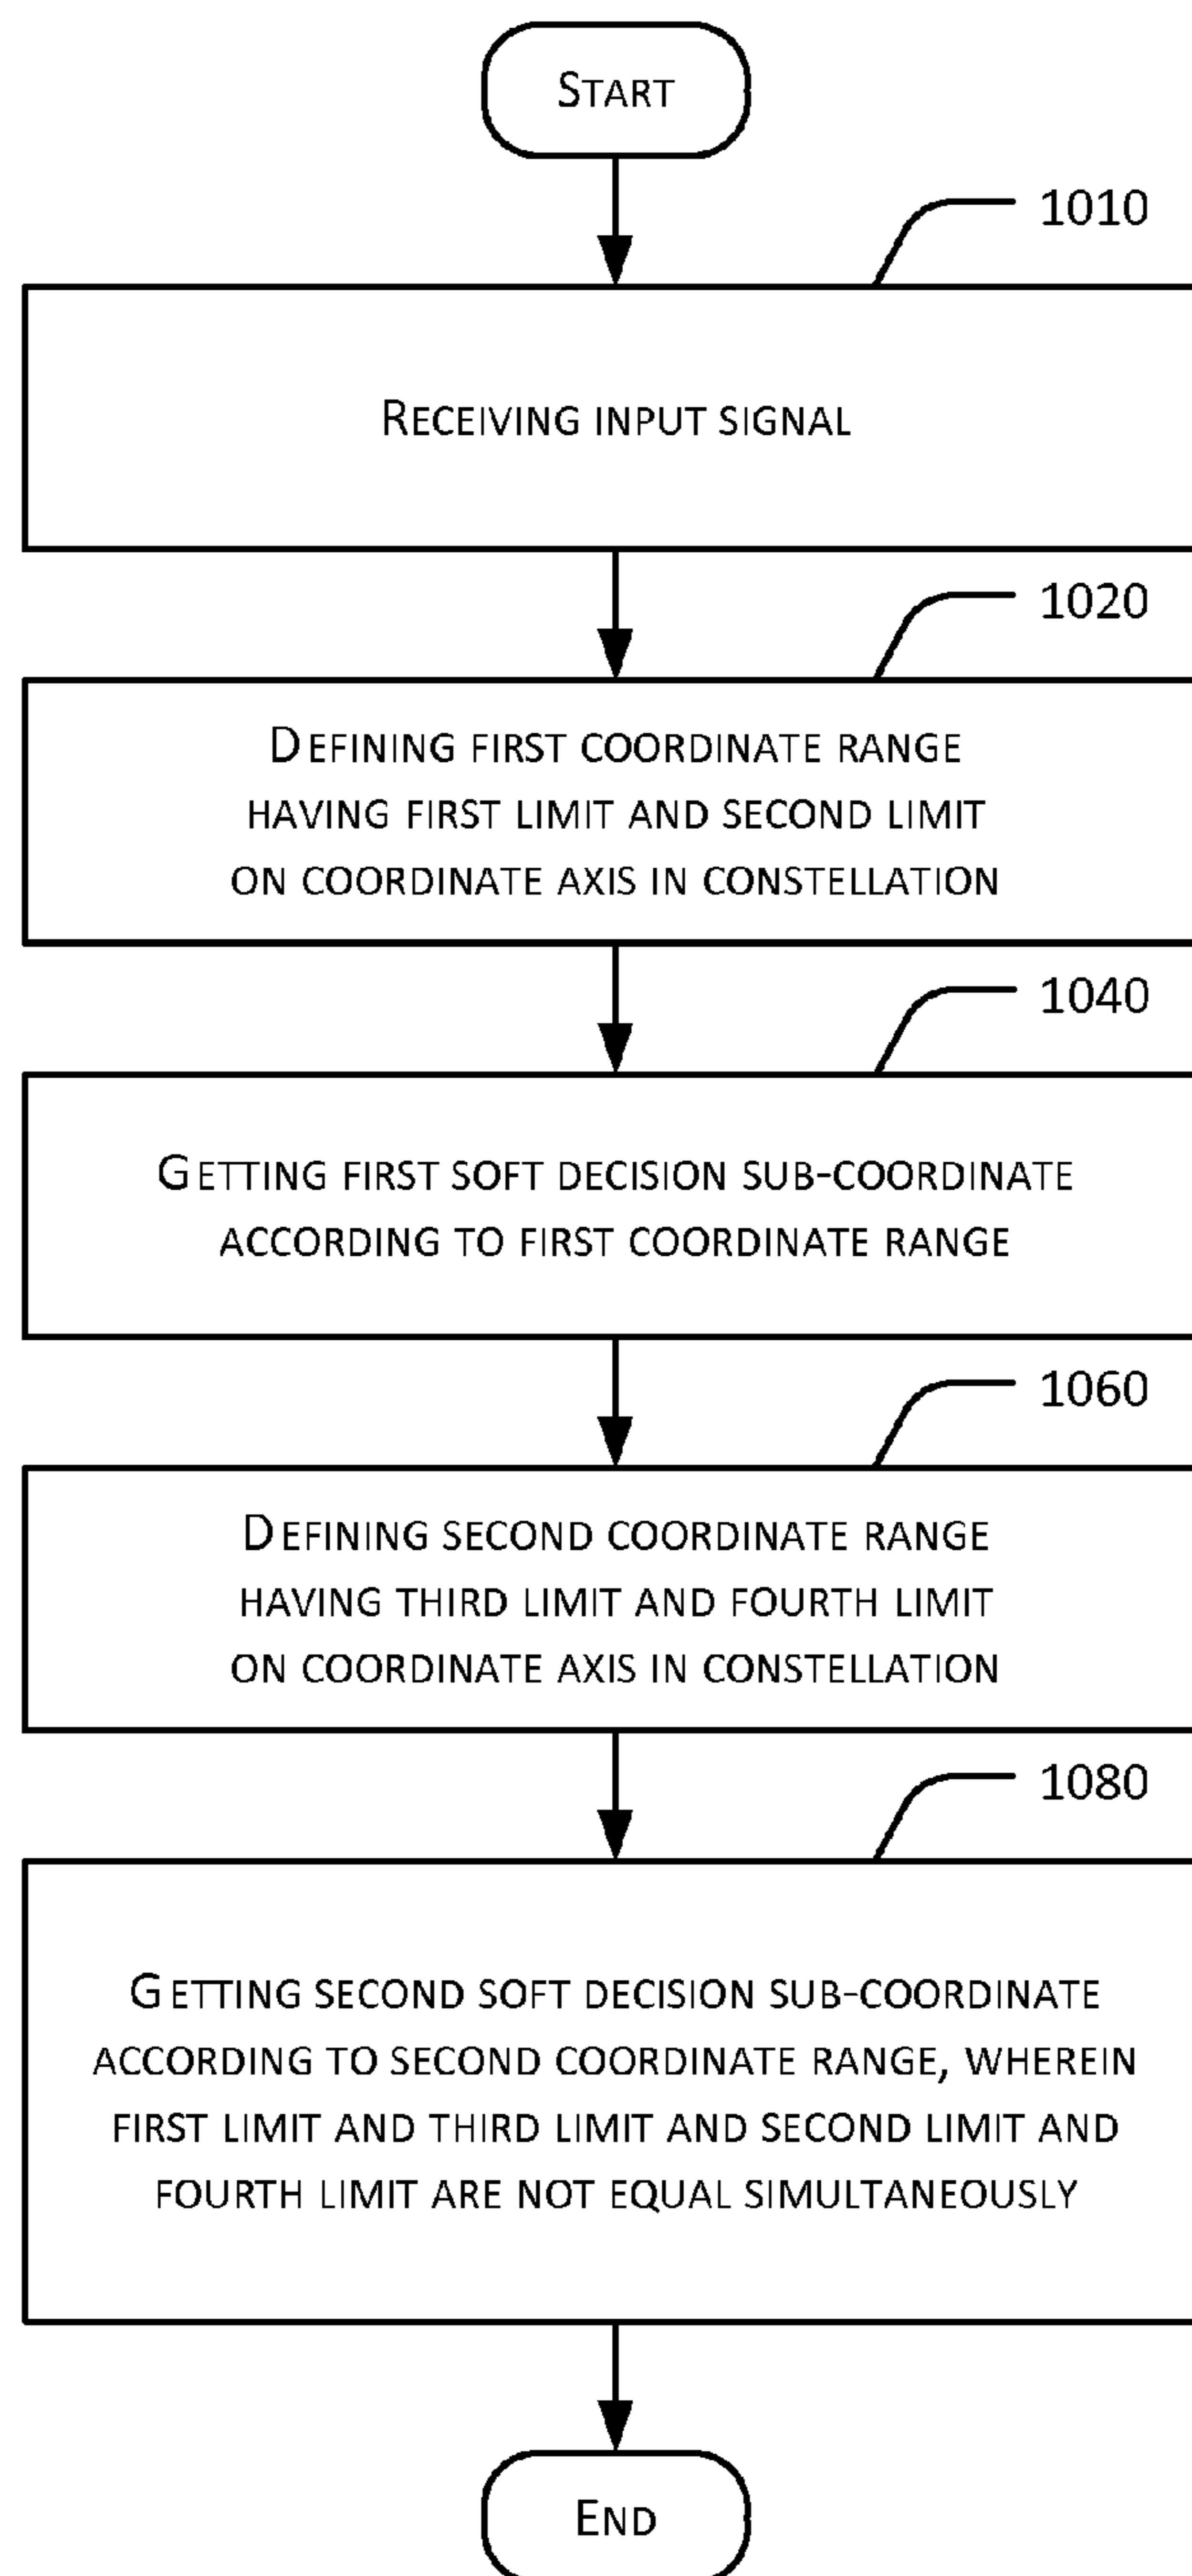 START
1010
RECEIVING INPUT SIGNAL
1020
DEFINING FIRST COORDINATE RANGE
HAVING FIRST LIMIT AND SECOND LIMIT
ON COORDINATE AXIS IN CONSTELLATION
1040
GETTING FIRST SOFT DECISION SUB-COORDINATE
ACCORDING TO FIRST COORDINATE RANGE
1060
DEFINING SECOND COORDINATE RANGE
HAVING THIRD LIMIT AND FOURTH LIMIT
ON COORDINATE AXIS IN CONSTELLATION
1080
GETTING SECOND SOFT DECISION SUB-COORDINATE
ACCORDING TO SECOND COORDINATE RANGE, WHEREIN
FIRST LIMIT AND THIRD LIMIT AND SECOND LIMIT AND
FOURTH LIMIT ARE NOT EQUAL SIMULTANEOUSLY
END